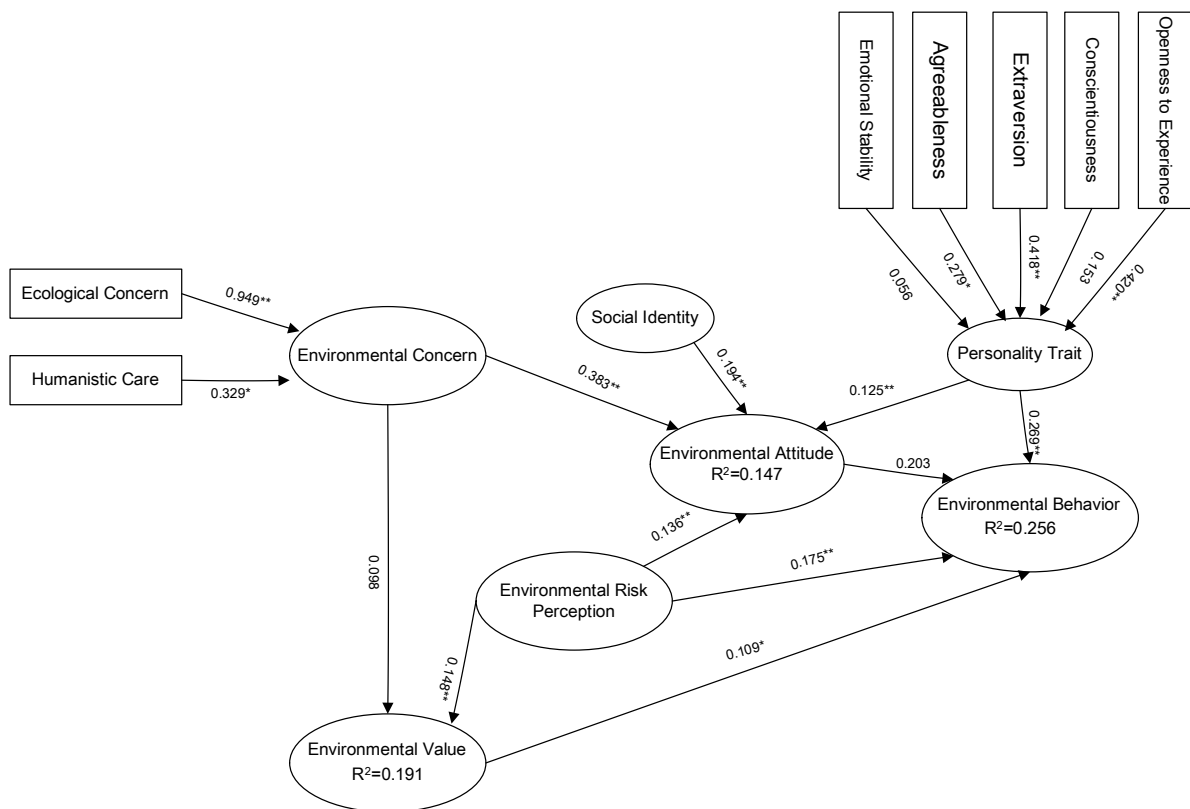 Emotional Stability
Agreeableness
Extraversion
Conscientiousness
Openness to Experience
0.056
0.279*
0.418**
0.153
0.420**
Ecological Concern
0.949**
Humanistic Care
0.329*
Environmental Concern
Social Identity
Personality Trait
0.383**
0.194**
0.125**
0.269**
Environmental Attitude
R²=0.147
0.203
Environmental Behavior
R²=0.256
0.136**
0.175**
0.098
Environmental Risk
Perception
0.148**
0.109*
Environmental Value
R²=0.191